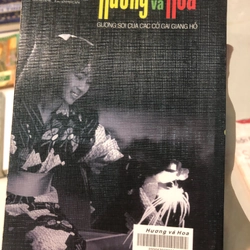 Hương và Hoa
GƯƠNG SOI CỦA CÁC CÔ GÁI GIANG HỒ
Hương và Hoa